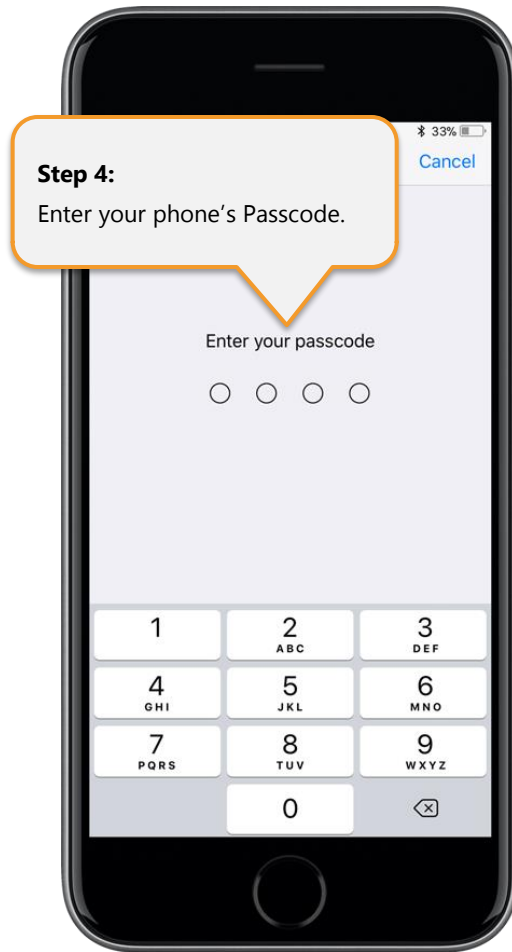 33%
Cancel
Step 4:
Enter your phone’s Passcode.
Enter your passcode
1 2 3
ABC DEF
4 5 6
GHI JKL MNO
7 8 9
PQRS TUV WXYZ
0